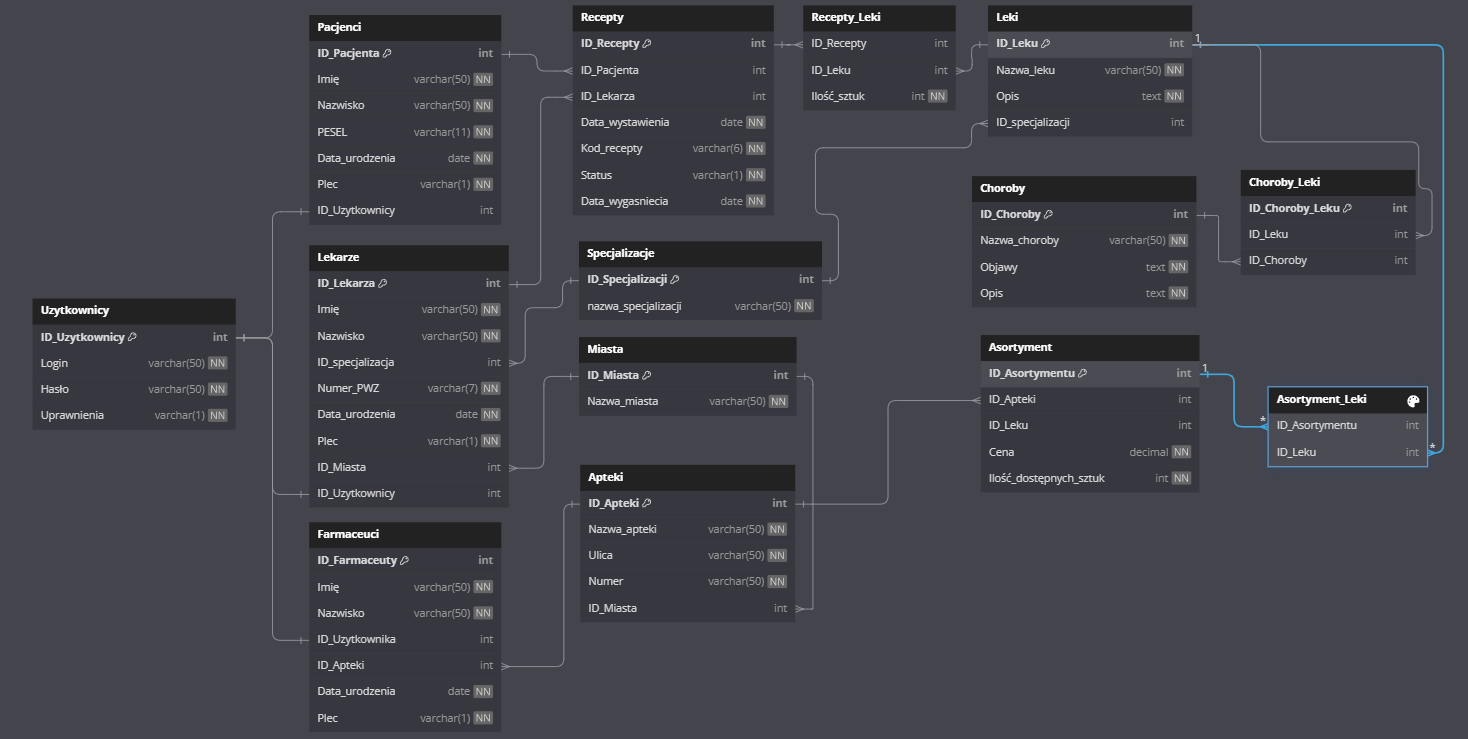 Pacjenci
ID_Pacjenta int
Imię varchar(50) NN
Nazwisko varchar(50) NN
PESEL varchar(11) NN
Data_urodzenia date NN
Plec varchar(1) NN
ID_Uzytkownicy int
Recepty
ID_Recepty int
ID_Pacjenta int
ID_Lekarza int
Data_wystawienia date NN
Kod_recepty varchar(6) NN
Status varchar(1) NN
Data_wygasniecia date NN
Recepty_Leki
ID_Recepty int
ID_Leku int
Ilość_sztuk int NN
Leki
ID_Leku int
Nazwa_leku varchar(50) NN
Opis text NN
ID_specjalizacji int
1
Choroby
ID_Choroby int
Nazwa_choroby varchar(50) NN
Objawy text NN
Opis text NN
Choroby_Leki
ID_Choroby_Leku int
ID_Leku int
ID_Choroby int
Lekarze
ID_Lekarza int
Imię varchar(50) NN
Nazwisko varchar(50) NN
ID_specjalizacja int
Numer_PWZ varchar(7) NN
Data_urodzenia date NN
Plec varchar(1) NN
ID_Miasta int
ID_Uzytkownicy int
Specjalizacje
ID_Specjalizacji int
nazwa_specjalizacji varchar(50) NN
Uzytkownicy
ID_Uzytkownicy int
Login varchar(50) NN
Hasło varchar(50) NN
Uprawnienia varchar(1) NN
Miasta
ID_Miasta int
Nazwa_miasta varchar(50) NN
Asortyment
ID_Asortymentu int
ID_Apteki int
ID_Leku int
Cena decimal NN
Ilość_dostępnych_sztuk int NN
1
Asortyment_Leki
* ID_Asortymentu int
ID_Leku int *
Apteki
ID_Apteki int
Nazwa_apteki varchar(50) NN
Ulica varchar(50) NN
Numer varchar(50) NN
ID_Miasta int
Farmaceuci
ID_Farmaceuty int
Imię varchar(50) NN
Nazwisko varchar(50) NN
ID_Uzytkownika int
ID_Apteki int
Data_urodzenia date NN
Plec varchar(1) NN